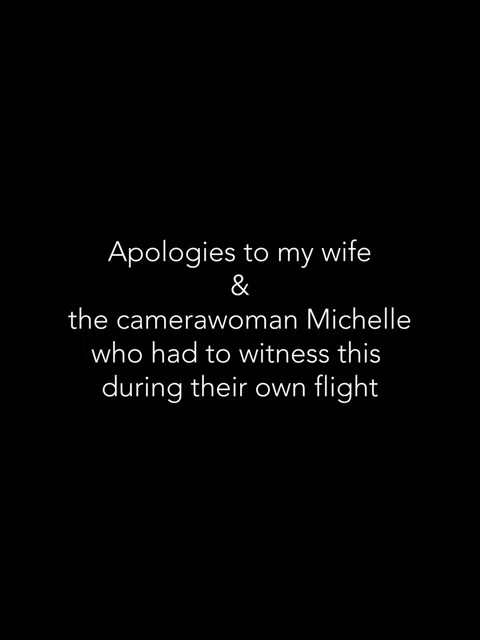 Apologies to my wife
&
the camerawoman Michelle
who had to witness this
during their own flight